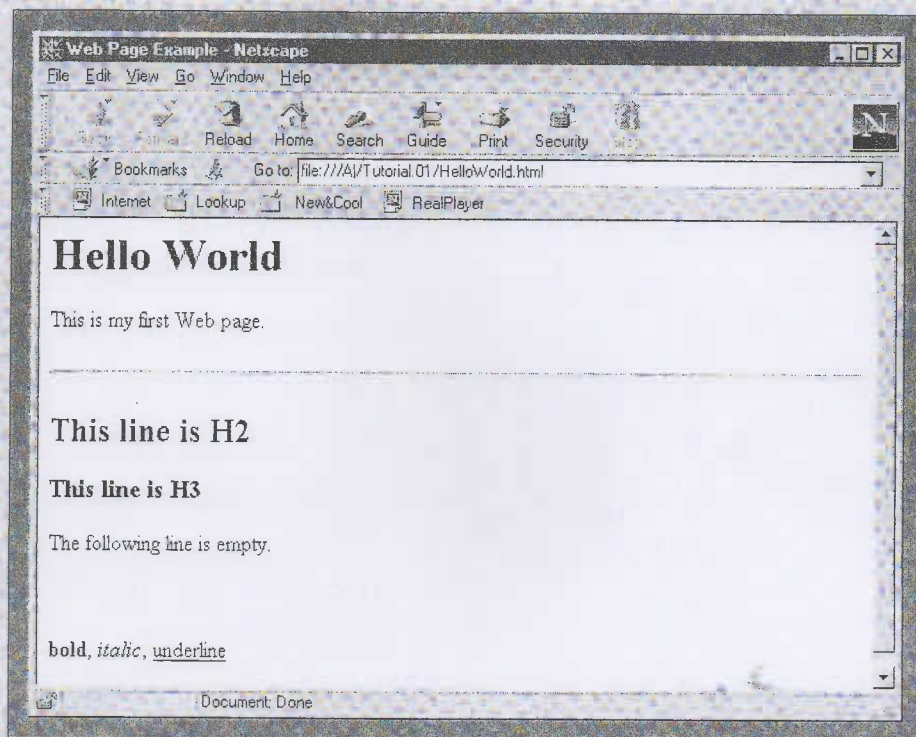 Web Page Example - Netscape
File Edit View Go Window Help
Reload Home Search Guide Print Security
Bookmarks Go to: file:///A|/Tutorial.01/HelloWorld.html
Internet Lookup New&Cool RealPlayer
N
Hello World
This is my first Web page.
This line is H2
This line is H3
The following line is empty.
bold, italic, underline
Document: Done